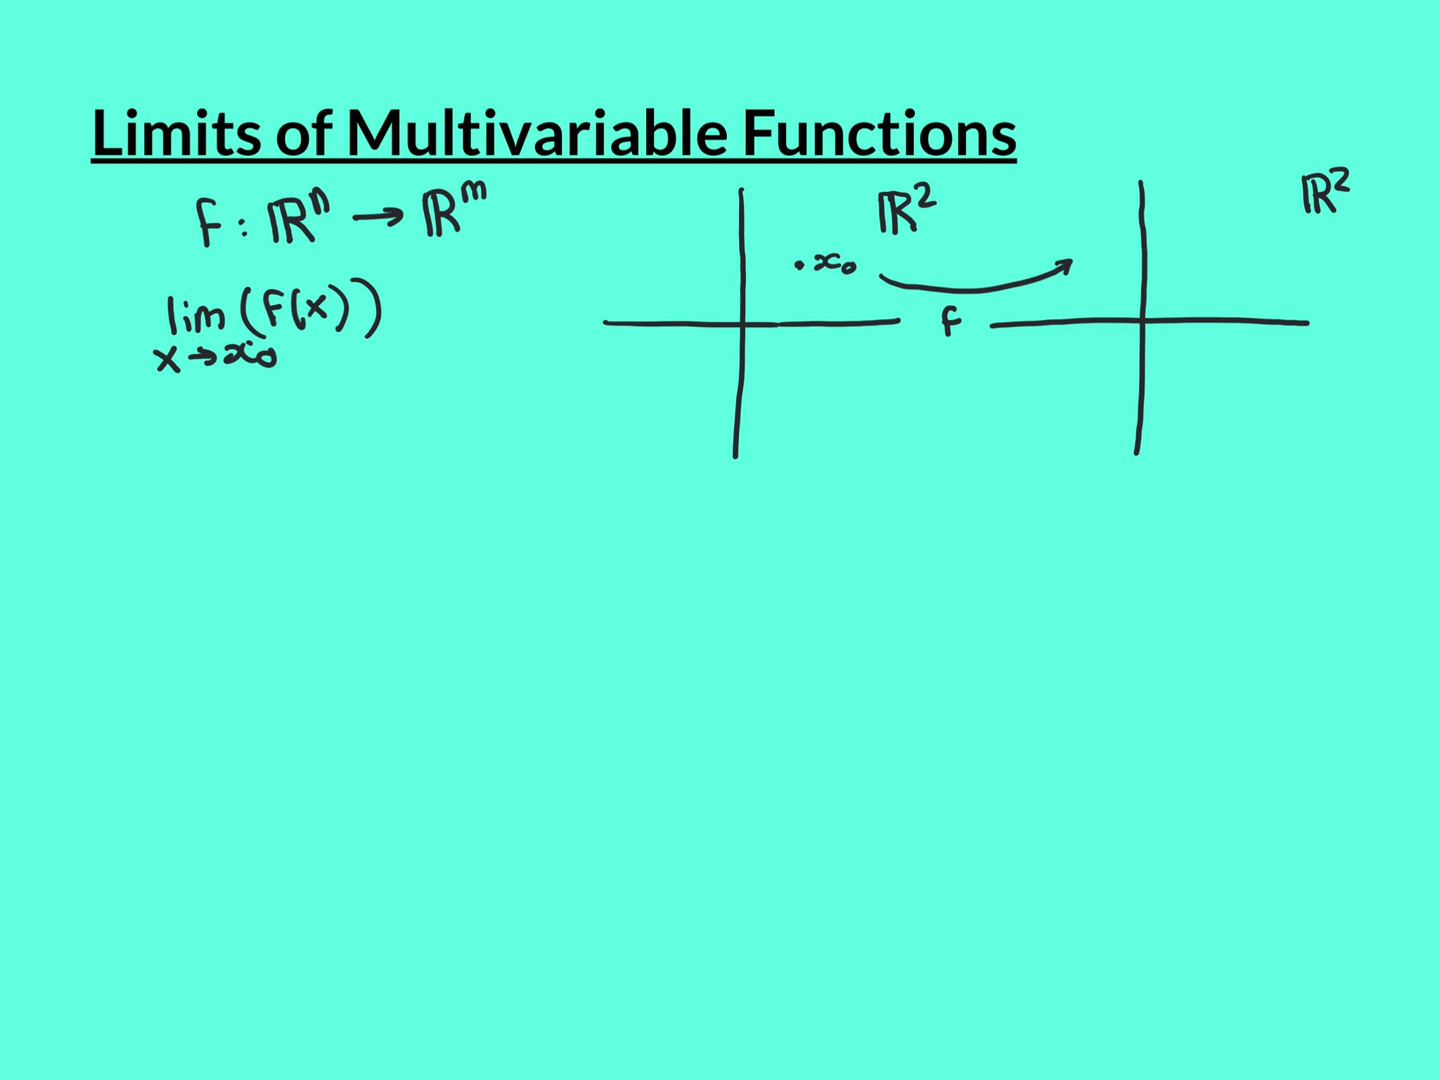 Limits of Multivariable Functions
F : ℝⁿ → ℝᵐ
lim (F(x))
x → x₀
ℝ²
· x₀
F
ℝ²